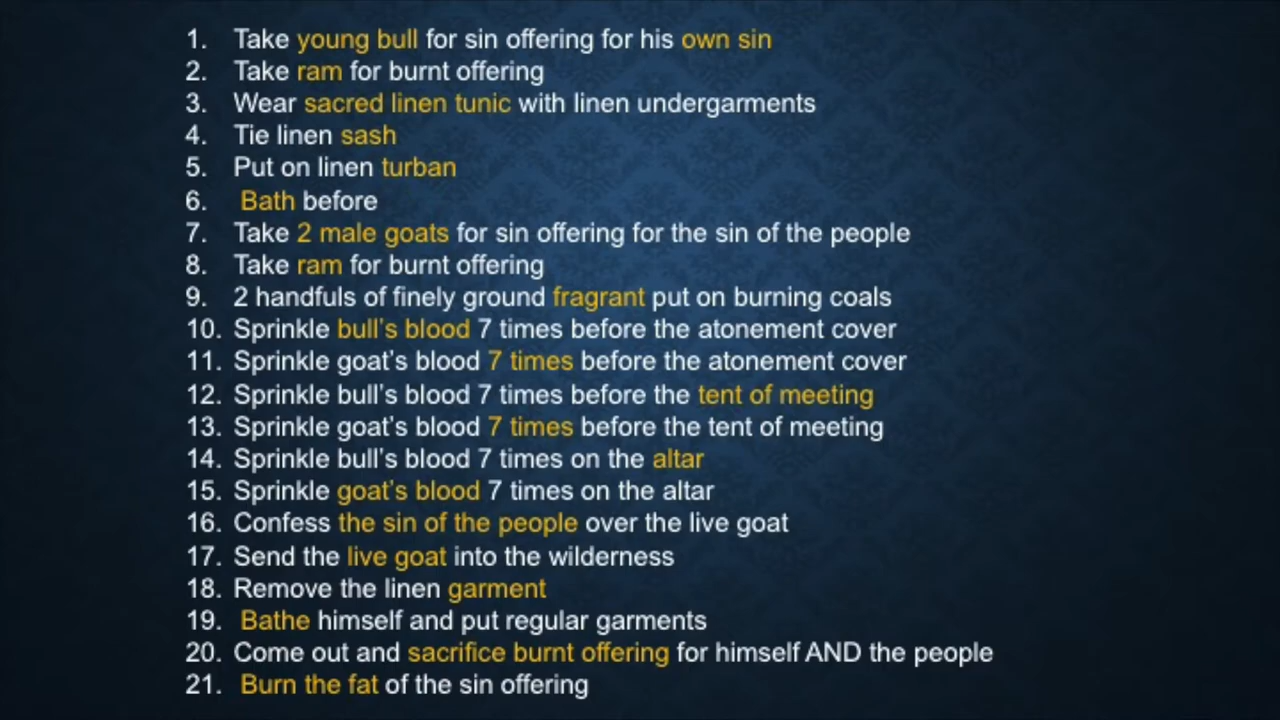 1. Take young bull for sin offering for his own sin
2. Take ram for burnt offering
3. Wear sacred linen tunic with linen undergarments
4. Tie linen sash
5. Put on linen turban
6. Bath before
7. Take 2 male goats for sin offering for the sin of the people
8. Take ram for burnt offering
9. 2 handfuls of finely ground fragrant put on burning coals
10. Sprinkle bull's blood 7 times before the atonement cover
11. Sprinkle goat's blood 7 times before the atonement cover
12. Sprinkle bull's blood 7 times before the tent of meeting
13. Sprinkle goat's blood 7 times before the tent of meeting
14. Sprinkle bull's blood 7 times on the altar
15. Sprinkle goat's blood 7 times on the altar
16. Confess the sin of the people over the live goat
17. Send the live goat into the wilderness
18. Remove the linen garment
19. Bathe himself and put regular garments
20. Come out and sacrifice burnt offering for himself AND the people
21. Burn the fat of the sin offering